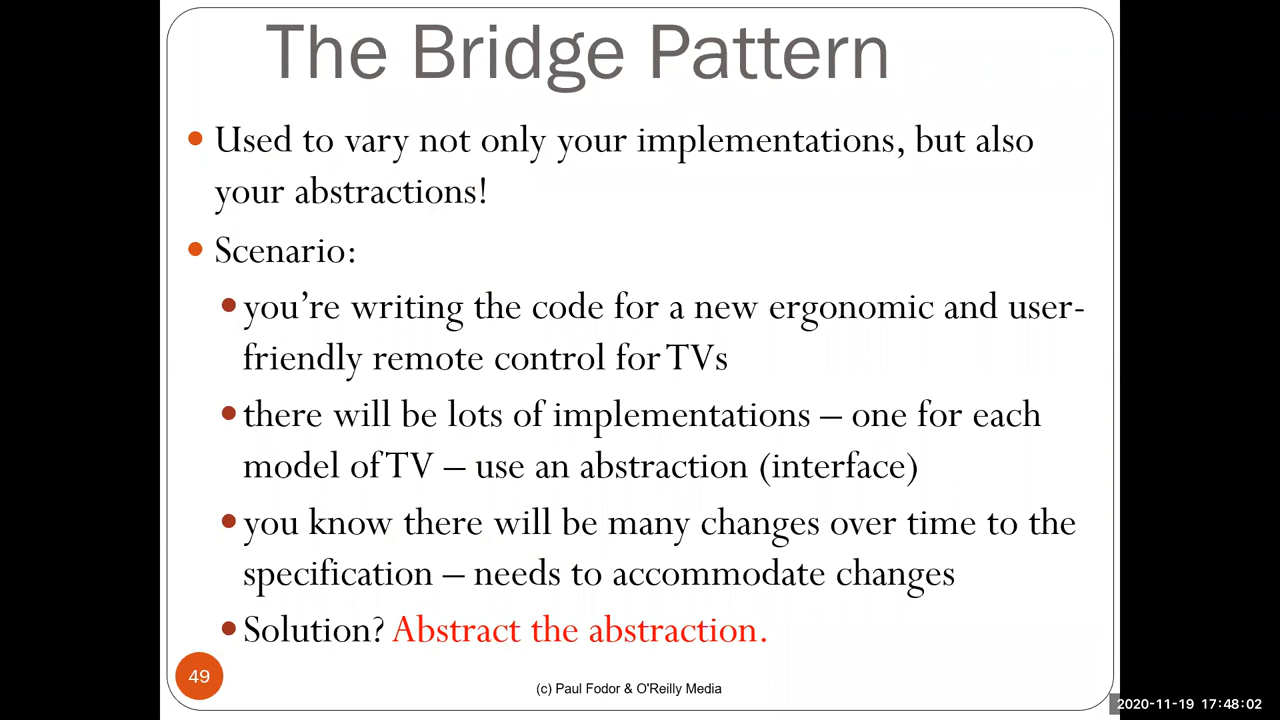 The Bridge Pattern
• Used to vary not only your implementations, but also
your abstractions!
• Scenario:
• you’re writing the code for a new ergonomic and user-
friendly remote control for TVs
• there will be lots of implementations – one for each
model of TV – use an abstraction (interface)
• you know there will be many changes over time to the
specification – needs to accommodate changes
• Solution? Abstract the abstraction.
49
(c) Paul Fodor & O'Reilly Media
2020-11-19 17:48:02